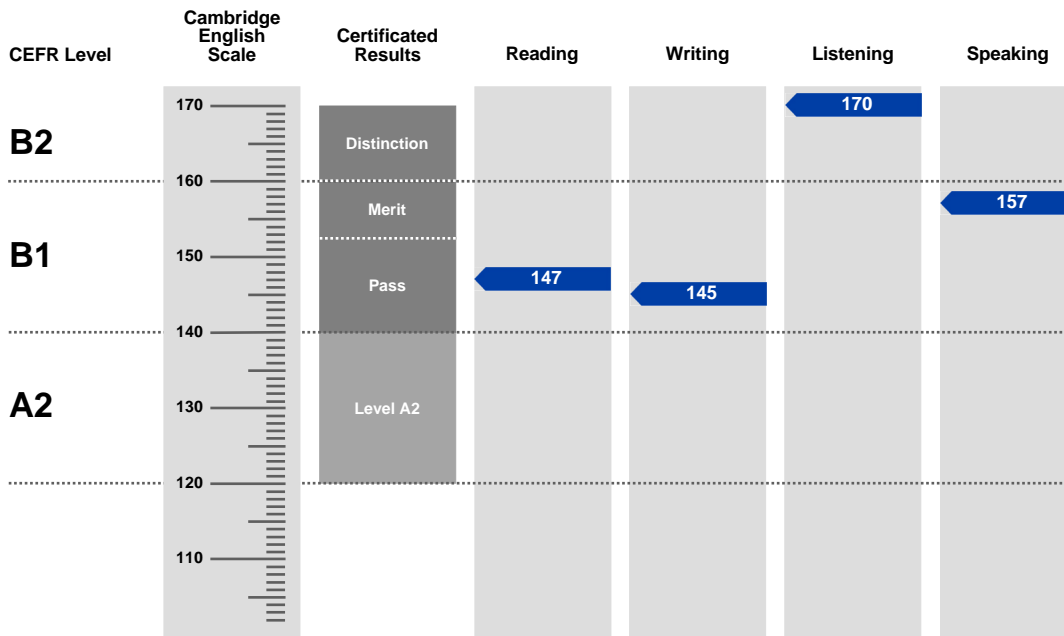 CEFR Level
Cambridge
English
Scale
Certificated
Results
Reading
Writing
Listening
Speaking
170
170
B2
Distinction
160
157
Merit
B1
150
147
Pass
145
140
A2
130
Level A2
120
110